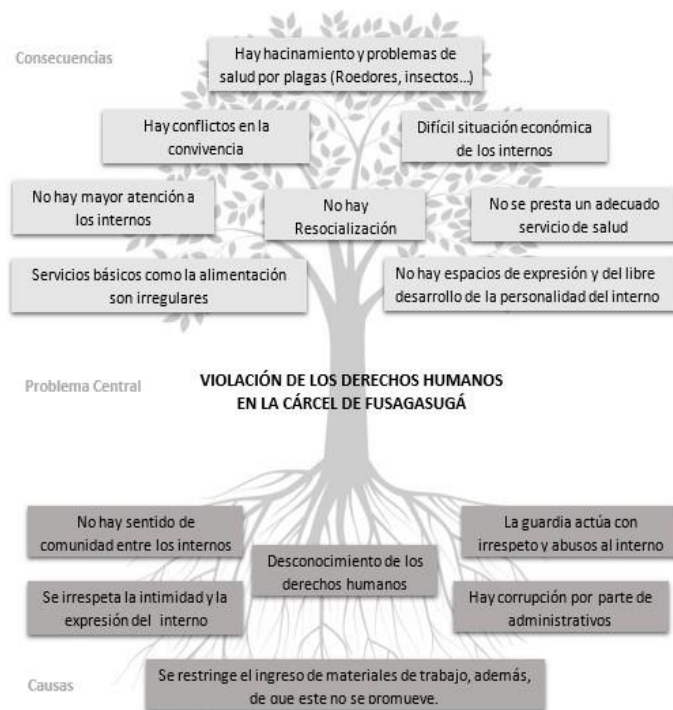 Consecuencias
Hay hacinamiento y problemas de
salud por plagas (Roedores, insectos...)
Hay conflictos en la
convivencia
Difícil situación económica
de los internos
No hay mayor atención a
los internos
No hay
Resocialización
No se presta un adecuado
servicio de salud
Servicios básicos como la alimentación
son irregulares
No hay espacios de expresión y del libre
desarrollo de la personalidad del interno
Problema Central
VIOLACIÓN DE LOS DERECHOS HUMANOS
EN LA CÁRCEL DE FUSAGASUGÁ
No hay sentido de
comunidad entre los internos
La guardia actúa con
irrespeto y abusos al interno
Desconocimiento de los
derechos humanos
Se irrespeta la intimidad y la
expresión del interno
Hay corrupción por parte de
administrativos
Causas
Se restringe el ingreso de materiales de trabajo, además,
de que este no se promueve.